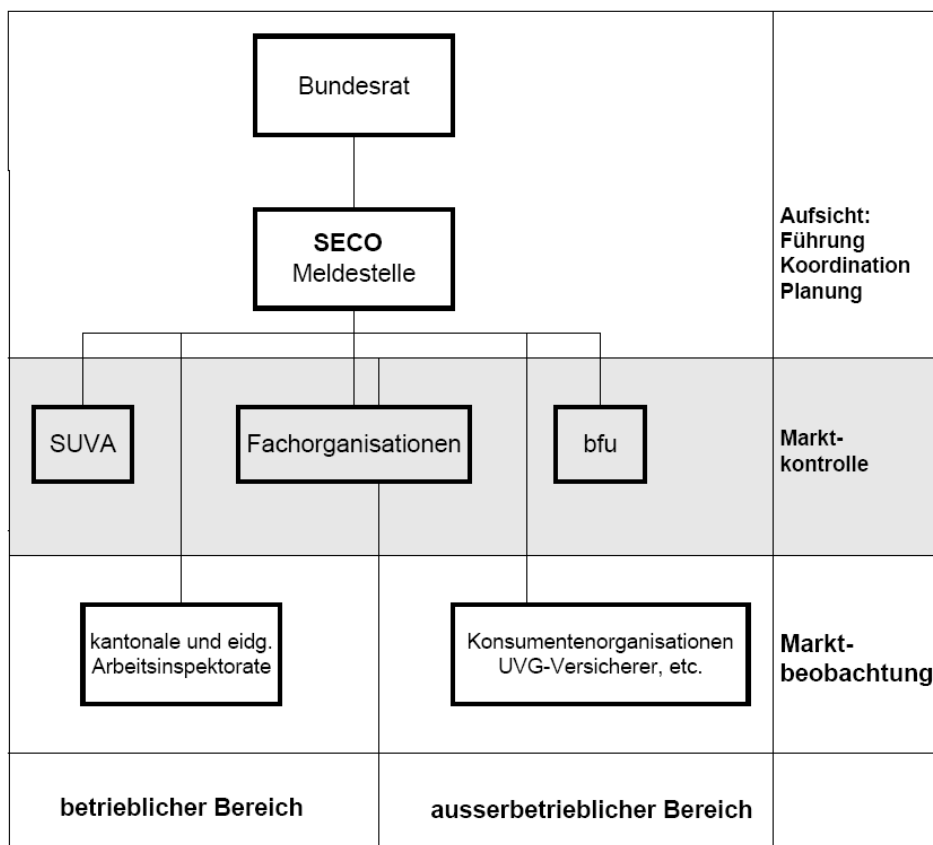 Bundesrat
SECO
Meldestelle
Aufsicht:
Führung
Koordination
Planung
SUVA
Fachorganisationen
bfu
Markt-
kontrolle
kantonale und eidg.
Arbeitsinspektorate
Konsumentenorganisationen
UVG-Versicherer, etc.
Markt-
beobachtung
betrieblicher Bereich
ausserbetrieblicher Bereich